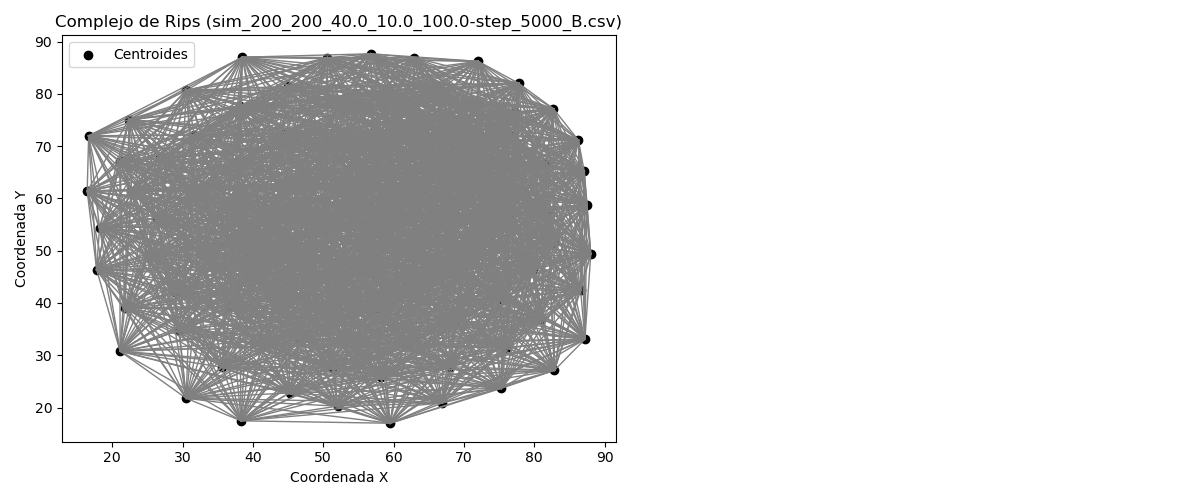 Complejo de Rips (sim_200_200_40.0_10.0_100.0-step_5000_B.csv)
Centroides
Coordenada Y
90
80
70
60
50
40
30
20
20 30 40 50 60 70 80 90
Coordenada X